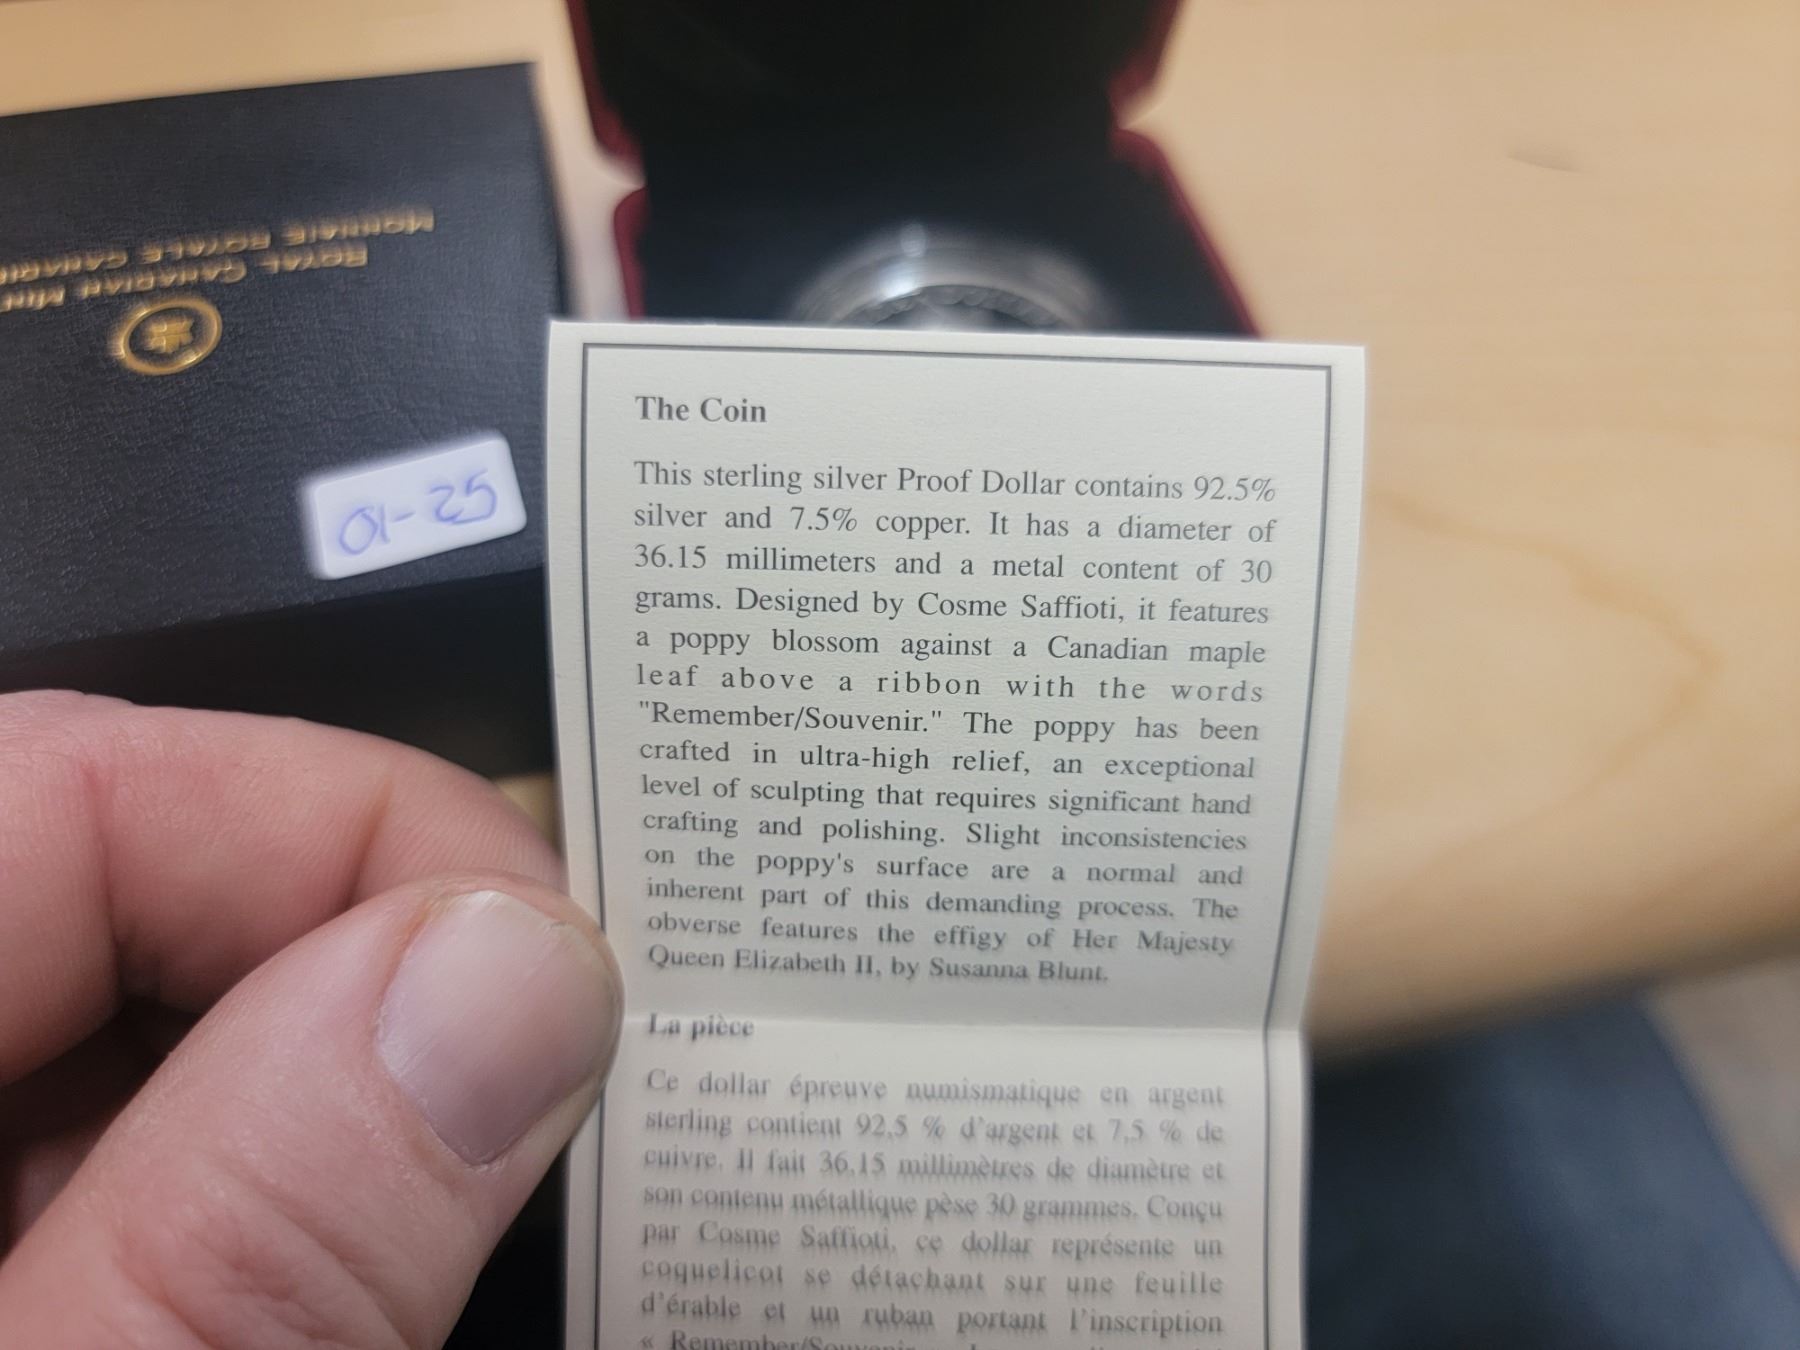 ROYAL CANADIAN MIN
MONNAIE ROYALE CANADI
The Coin
This sterling silver Proof Dollar contains 92.5%
silver and 7.5% copper. It has a diameter of
36.15 millimeters and a metal content of 30
grams. Designed by Cosme Saffioti, it features
a poppy blossom against a Canadian maple
leaf above a ribbon with the words
"Remember/Souvenir." The poppy has been
crafted in ultra-high relief, an exceptional
level of sculpting that requires significant hand
crafting and polishing. Slight inconsistencies
on the poppy's surface are a normal and
inherent part of this demanding process. The
obverse features the effigy of Her Majesty
Queen Elizabeth II, by Susanna Blunt.
La pièce
Ce dollar épreuve numismatique en argent
sterling contient 92,5 % d'argent et 7,5 % de
cuivre. Il fait 36,15 millimètres de diamètre et
son contenu métallique pèse 30 grammes. Conçu
par Cosme Saffioti, ce dollar représente un
coquelicot se détachant sur une feuille
d'érable et un ruban portant l'inscription
« Remember/Souvenir